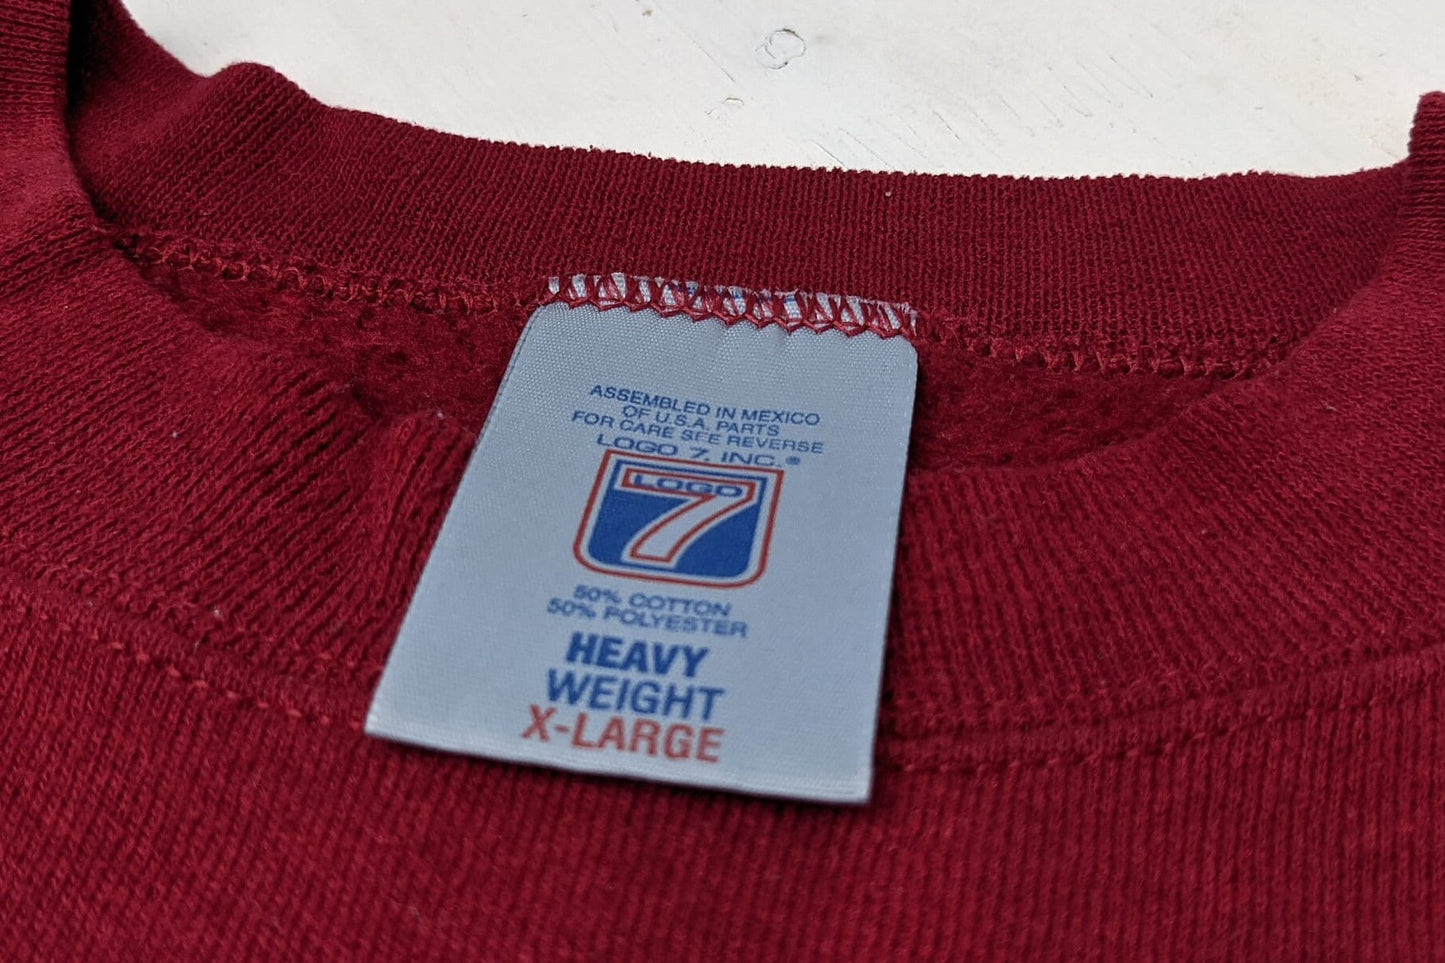 ASSEMBLED IN MEXICO
OF U.S.A. PARTS
FOR CARE SEE REVERSE
LOGO 7, INC.®
LOGO
7
50% COTTON
50% POLYESTER
HEAVY
WEIGHT
X-LARGE